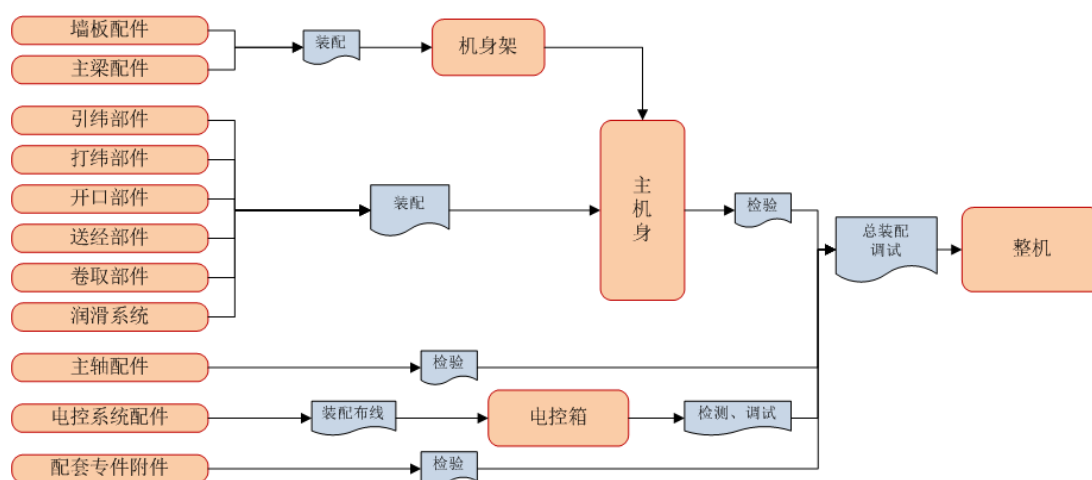 墙板配件
主梁配件
装配
机身架
引纬部件
打纬部件
开口部件
送经部件
卷取部件
润滑系统
装配
主
机
身
检验
总装配
调试
整机
主轴配件
检验
电控系统配件
装配布线
电控箱
检测、调试
配套专件附件
检验